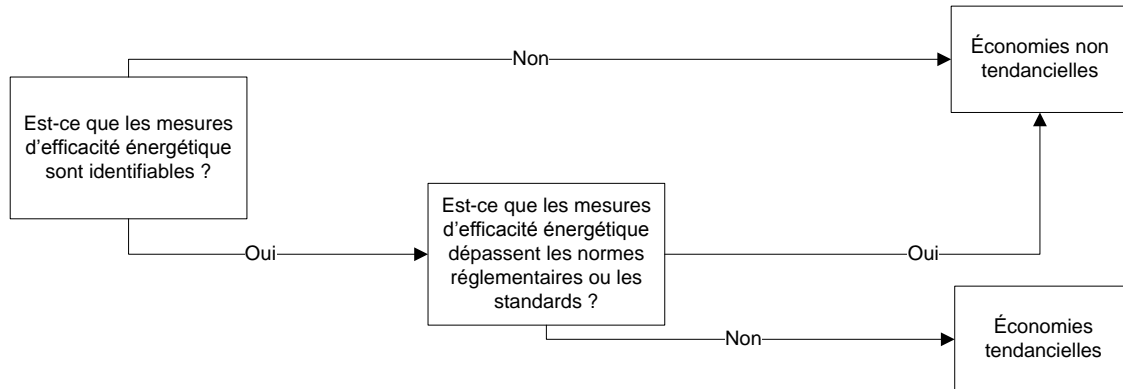 Non
Économies non
tendancielles
Est-ce que les mesures
d'efficacité énergétique
sont identifiables ?
Oui
Est-ce que les mesures
d'efficacité énergétique
dépassent les normes
réglementaires ou les
standards ?
Oui
Non
Économies
tendancielles